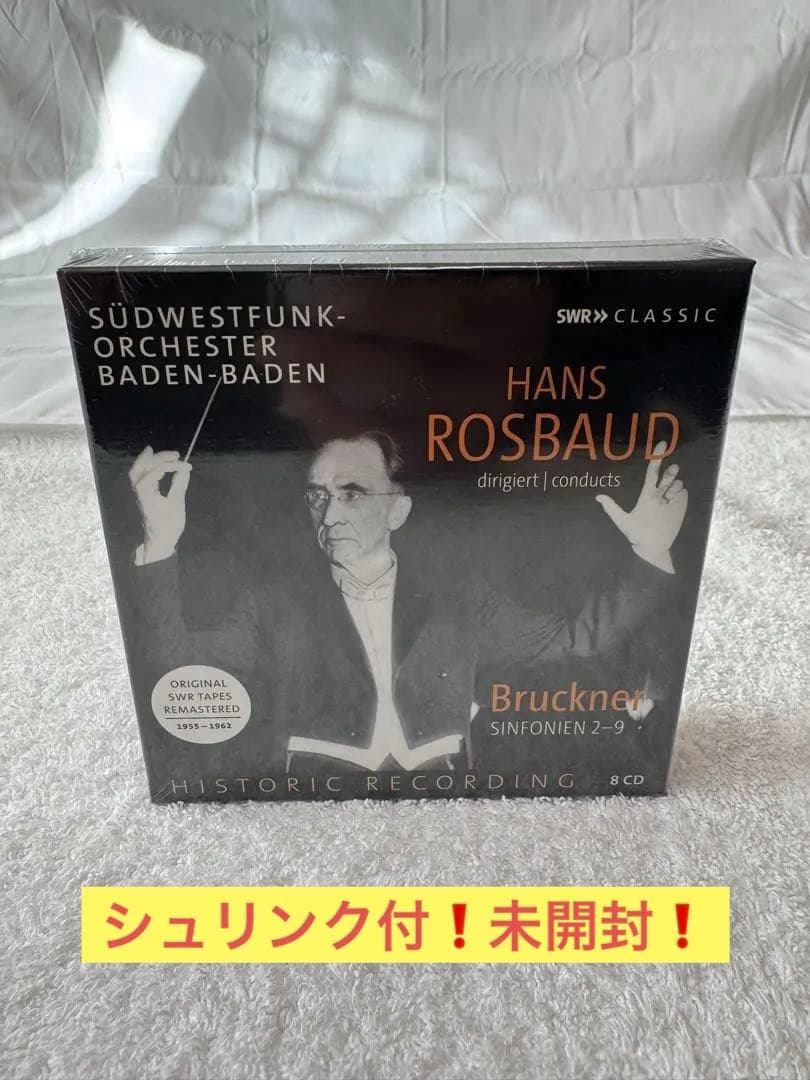 SÜDWESTFUNK-
ORCHESTER
BADEN-BADEN
SWR» CLASSIC
HANS
ROSBAUD
dirigiert | conducts
ORIGINAL
SWR TAPES
REMASTERED
1955–1962
Bruckner
SINFONIEN 2–9
HISTORIC RECORDING
8 CD
シュリンク付❗未開封❗